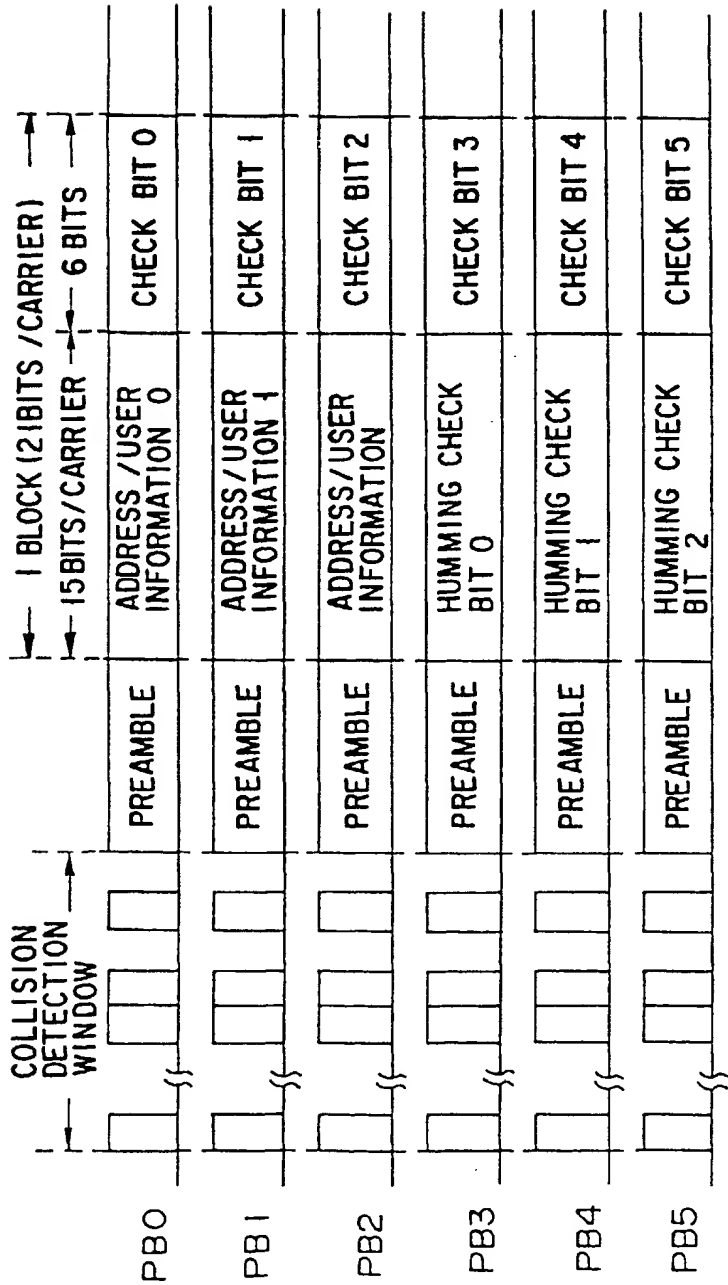 1 BLOCK (21BITS /CARRIER)
COLLISION
DETECTION
WINDOW
15BITS/CARRIER
6 BITS
PB0
PREAMBLE
ADDRESS /USER
INFORMATION 0
CHECK BIT 0
PB1
PREAMBLE
ADDRESS/USER
INFORMATION 1
CHECK BIT 1
PB2
PREAMBLE
ADDRESS/USER
INFORMATION
CHECK BIT 2
PB3
PREAMBLE
HUMMING CHECK
BIT 0
CHECK BIT 3
PB4
PREAMBLE
HUMMING CHECK
BIT 1
CHECK BIT 4
PB5
PREAMBLE
HUMMING CHECK
BIT 2
CHECK BIT 5